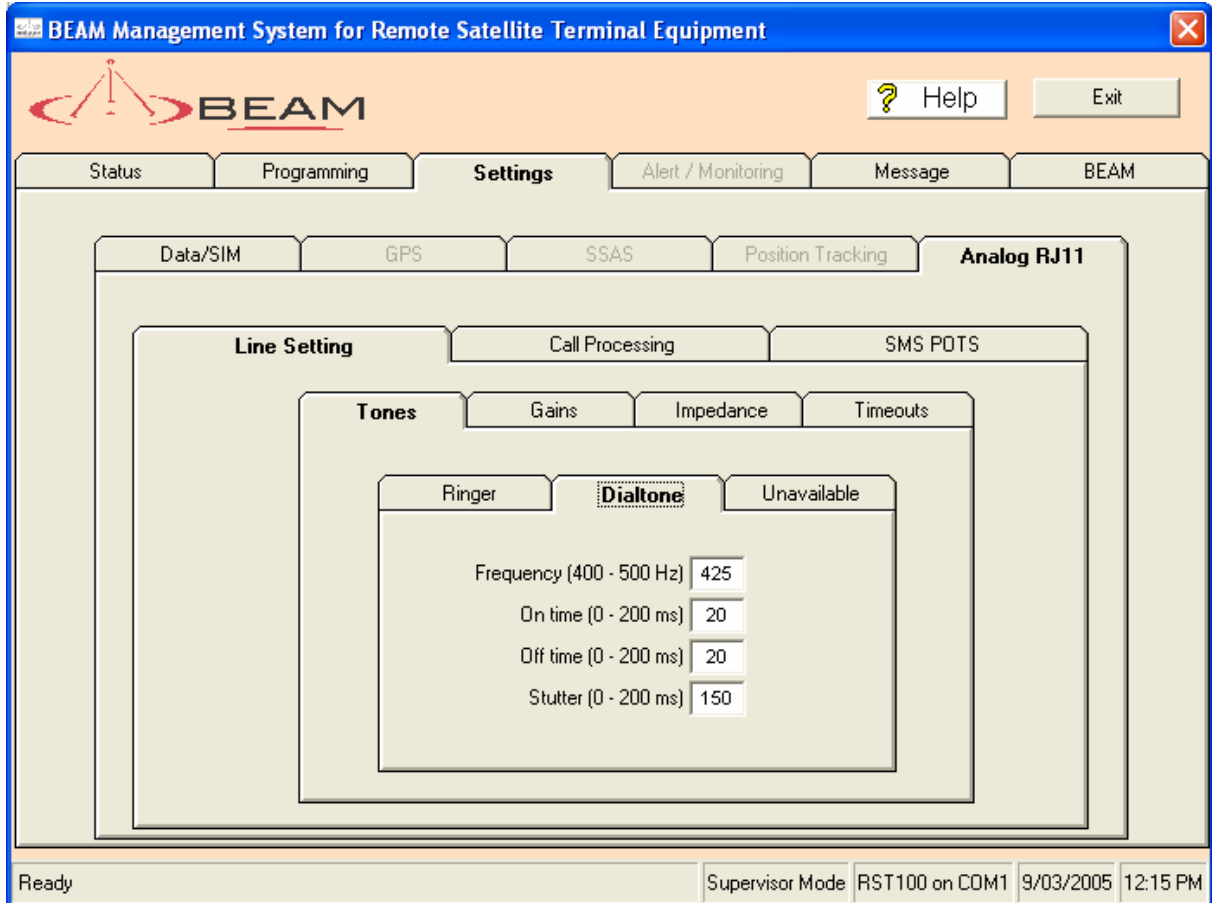 BEAM Management System for Remote Satellite Terminal Equipment
BEAM
? Help Exit
Status Programming Settings Alert / Monitoring Message BEAM
Data/SIM GPS SSAS Position Tracking Analog RJ11
Line Setting Call Processing SMS POTS
Tones Gains Impedance Timeouts
Ringer Dialtone Unavailable
Frequency (400 - 500 Hz) 425
On time (0 - 200 ms) 20
Off time (0 - 200 ms) 20
Stutter (0 - 200 ms) 150
Ready Supervisor Mode RST100 on COM1 9/03/2005 12:15 PM